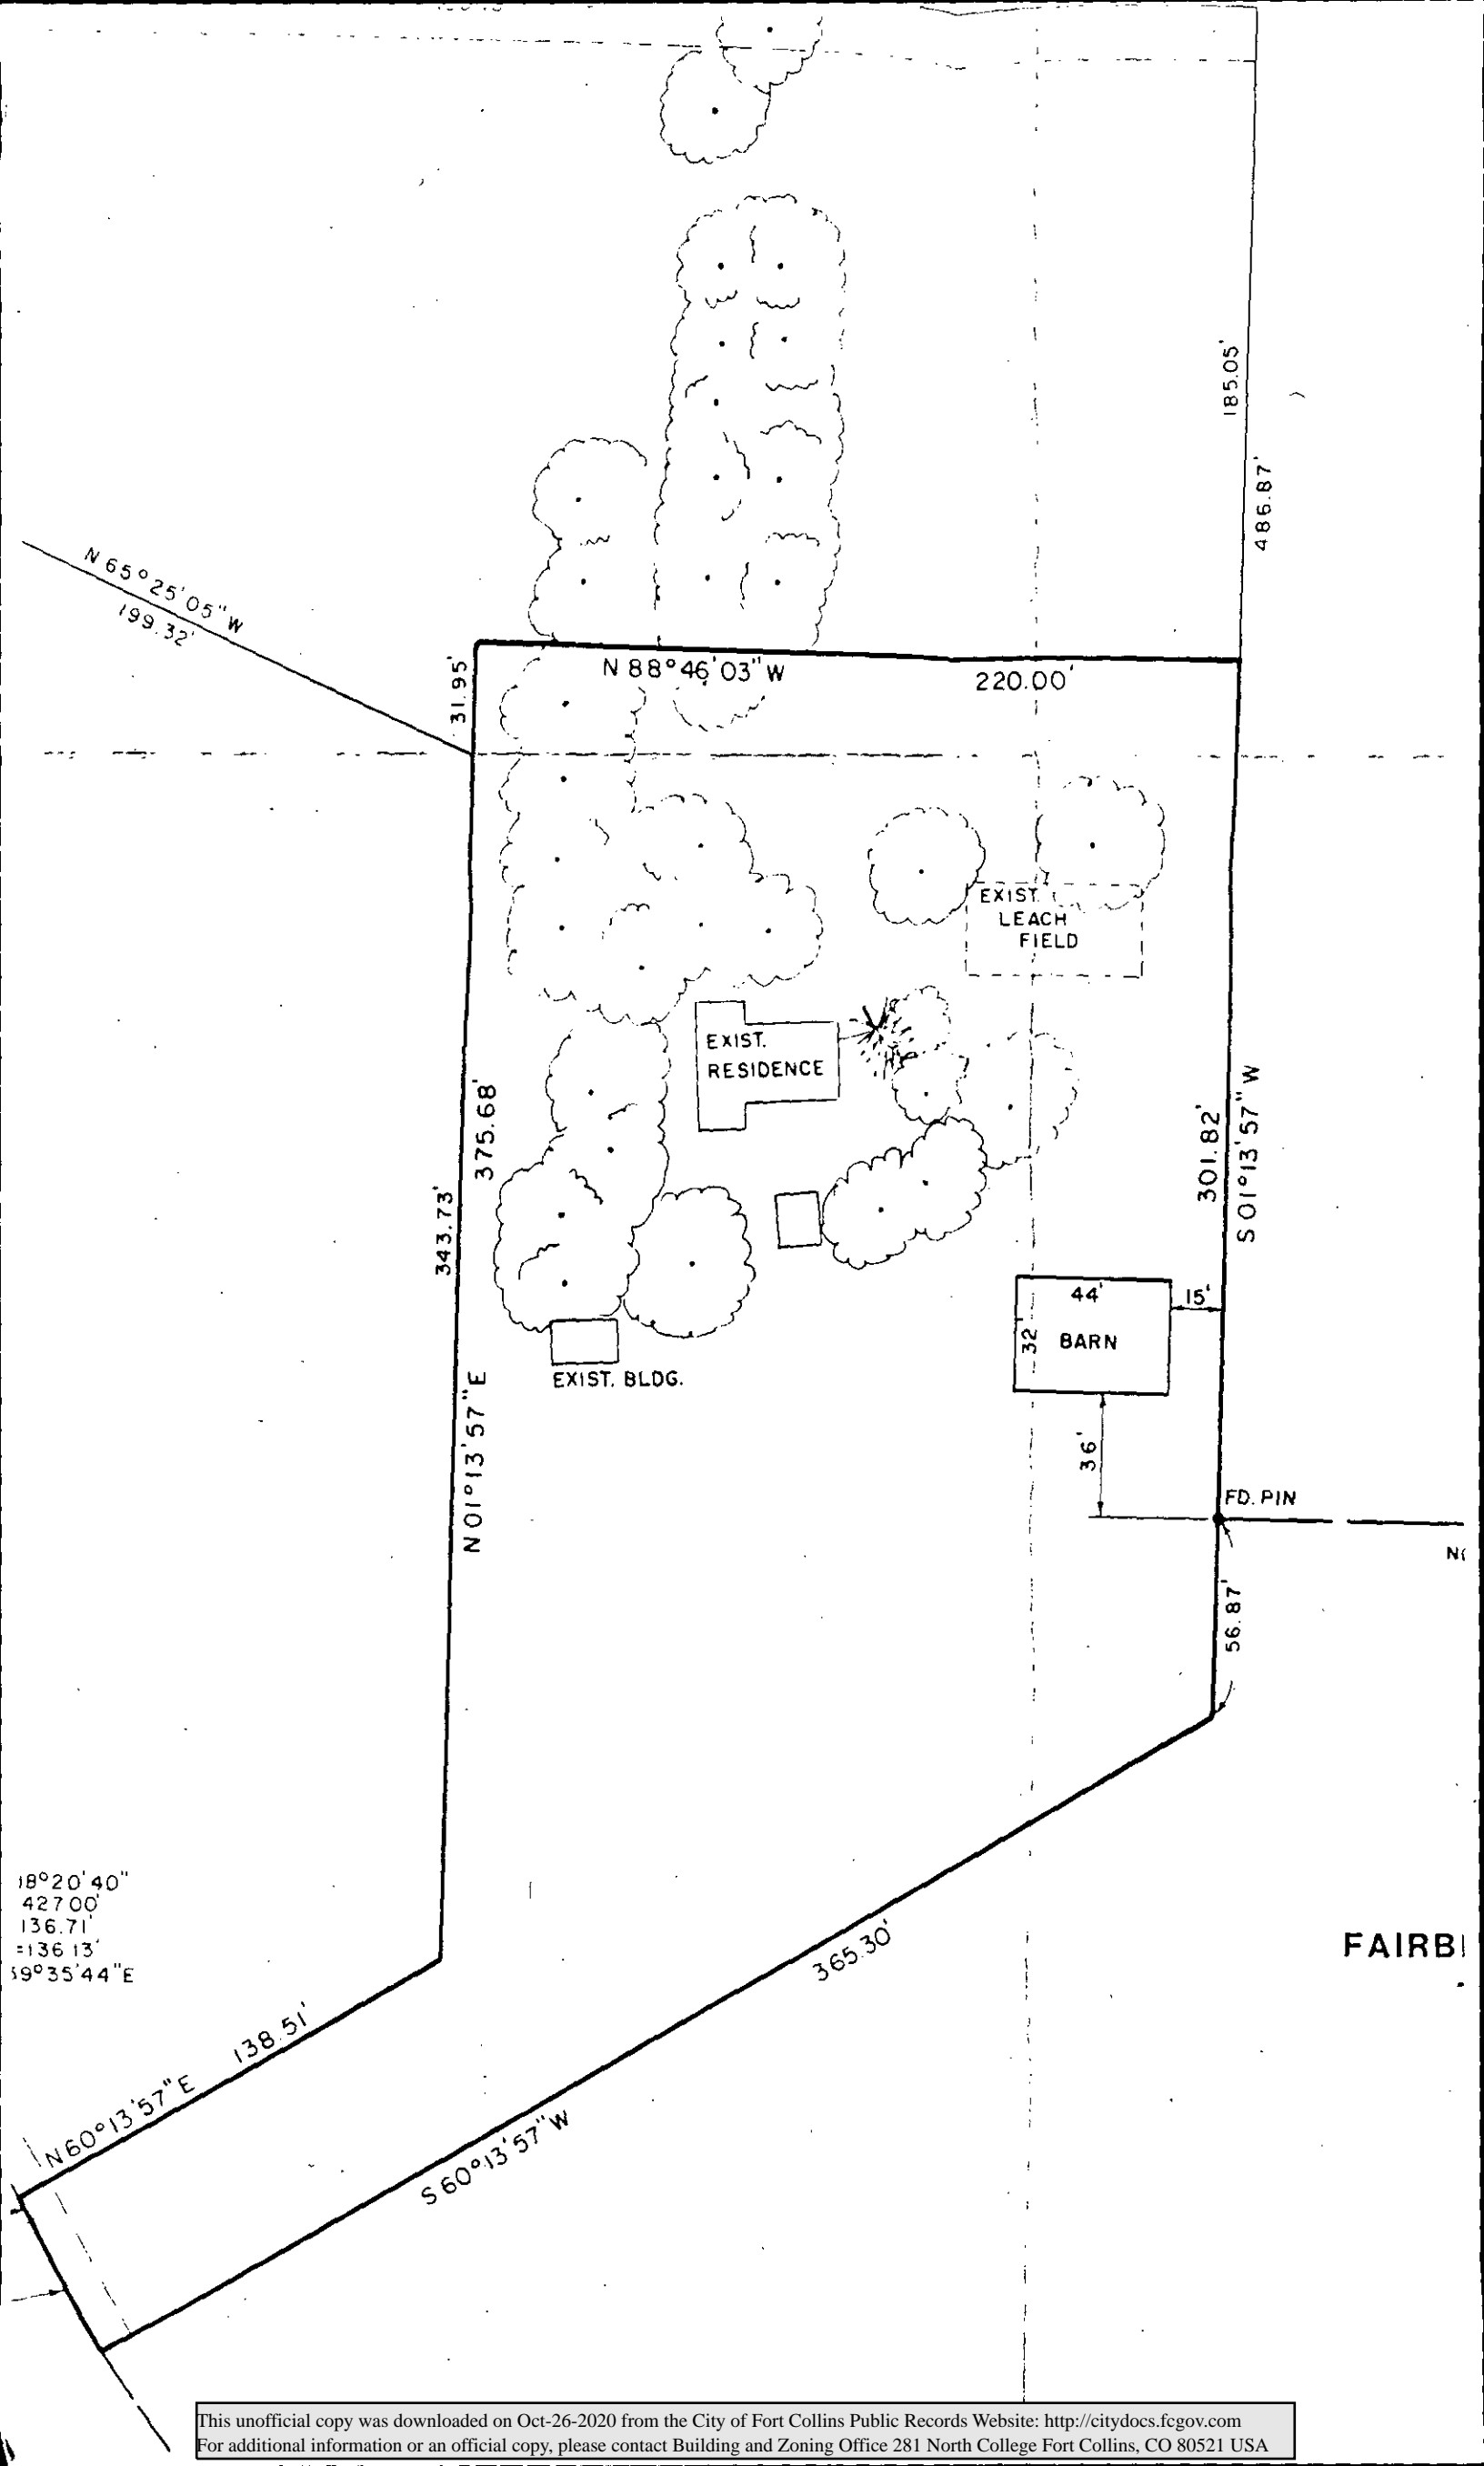 185.05'
486.87'
N 65°25'05" W
199.32'
31.95'
N 88°46'03" W
220.00'
EXIST.
LEACH
FIELD
EXIST.
RESIDENCE
375.68'
343.73'
N 01°13'57" E
301.82'
S 01°13'57" W
44'
15'
32'
BARN
EXIST. BLDG.
36'
FD. PIN
56.87'
18°20'40"
427.00'
136.71'
=136.13'
39°35'44"E
FAIRB
365.30'
138.51'
N 60°13'57" E
S 60°13'57" W
This unofficial copy was downloaded on Oct-26-2020 from the City of Fort Collins Public Records Website: http://citydocs.fcgov.com
For additional information or an official copy, please contact Building and Zoning Office 281 North College Fort Collins, CO 80521 USA